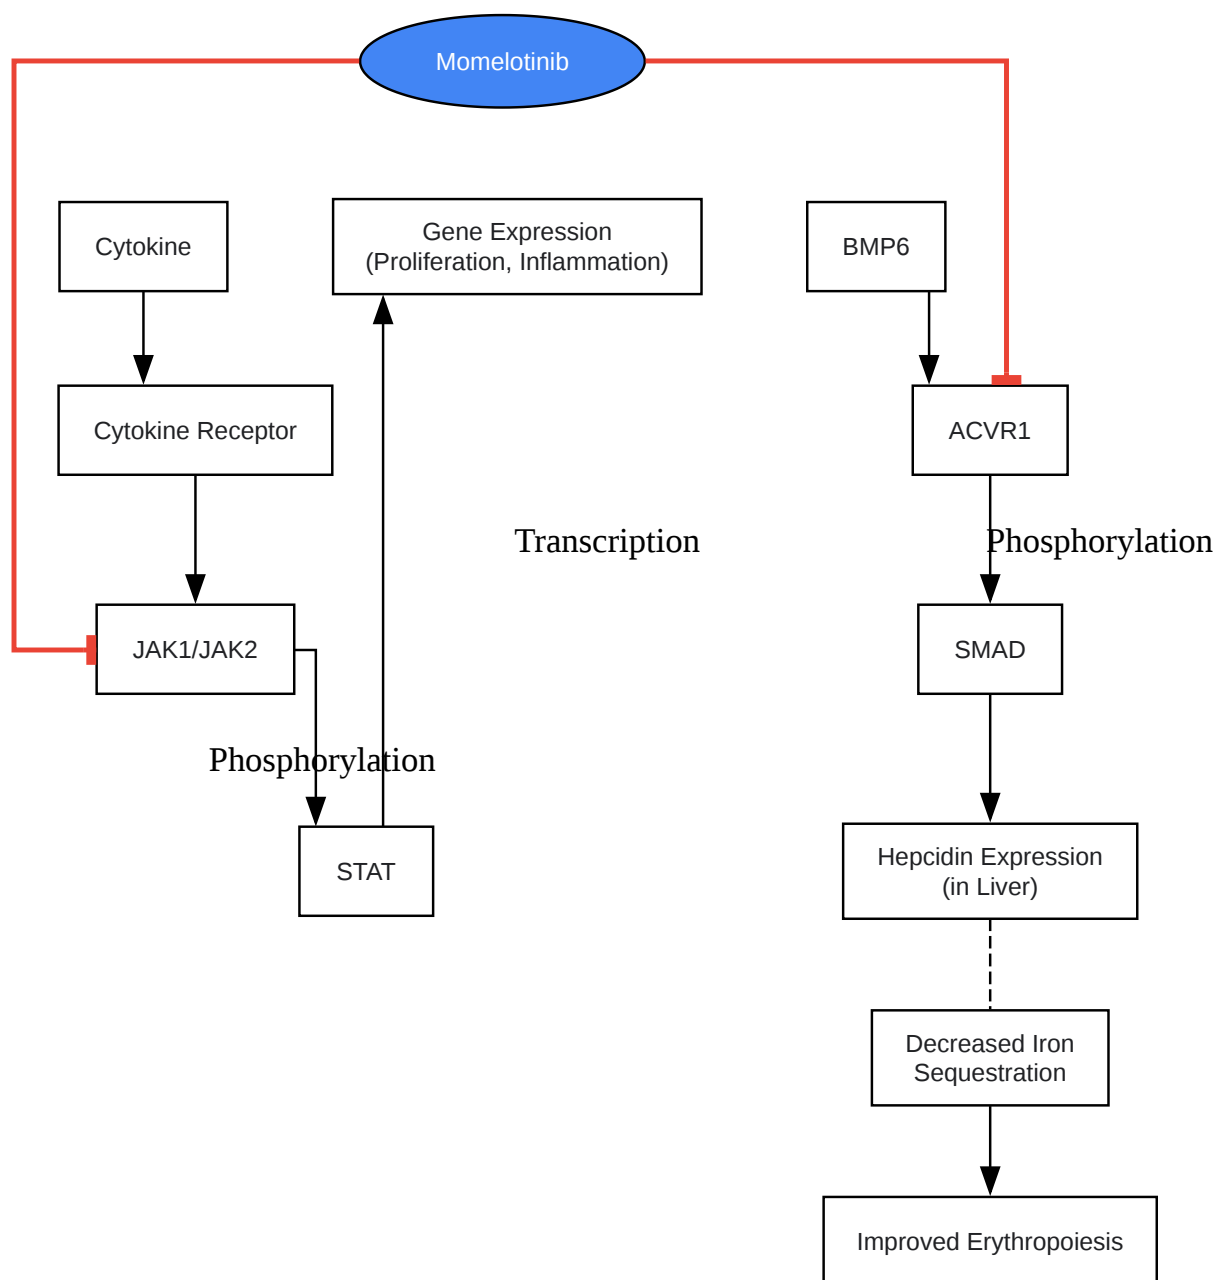 Momelotinib
Cytokine
Gene Expression
(Proliferation, Inflammation)
BMP6
Cytokine Receptor
ACVR1
Transcription
Phosphorylation
JAK1/JAK2
SMAD
Phosphorylation
STAT
Hepcidin Expression
(in Liver)
Decreased Iron
Sequestration
Improved Erythropoiesis